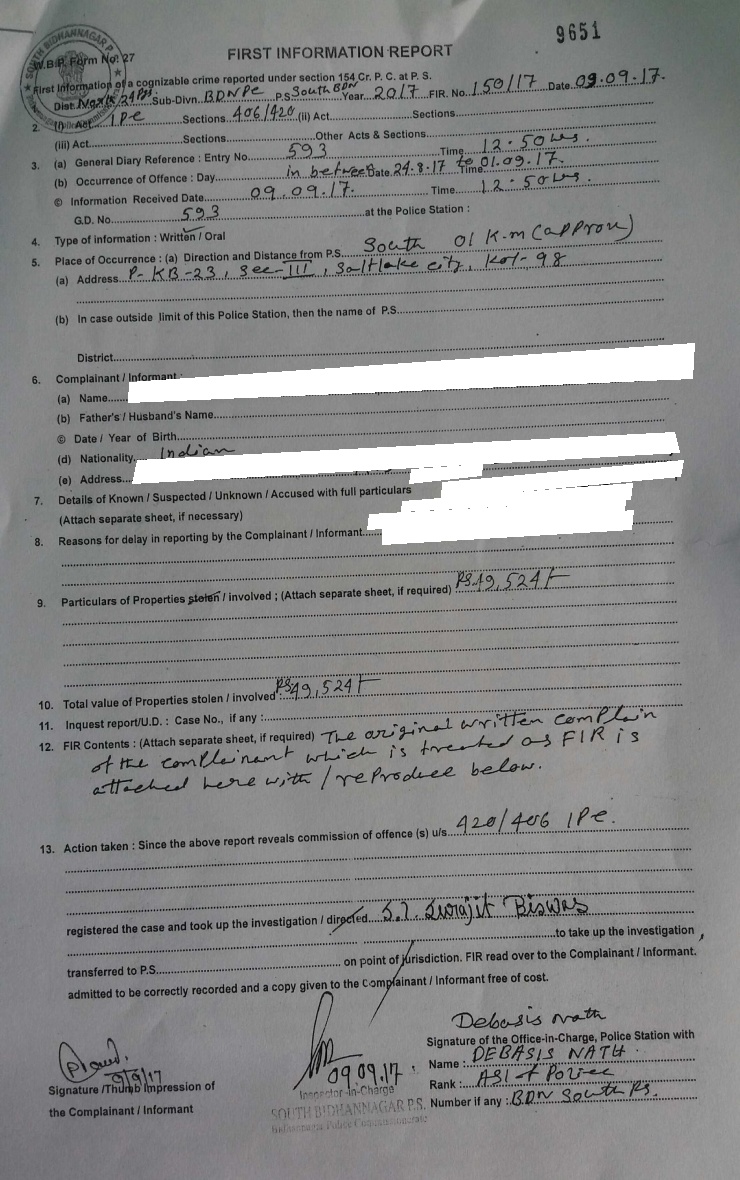 9651
SOUTH BIDHANNAGAR P.S.
W.B.P. Form No. 27
FIRST INFORMATION REPORT
First Information of a cognizable crime reported under section 154 Cr. P. C. at P. S.
Dist. North 24 Pgs Sub-Divn. BDNPC P.S. South BDN Year 2017 FIR. No. 150/17 Date 09.09.17.
2. (i) Act IPC Sections 406/420 (ii) Act Sections
(iii) Act Sections Other Acts & Sections
3. (a) General Diary Reference : Entry No. 593 Time 12.50 hrs.
(b) Occurrence of Offence : Day in between Date 24.8.17 Time to 01.09.17.
© Information Received Date 09.09.17. Time 12.50 hrs.
G.D. No. 593 at the Police Station :
4. Type of information : Written / Oral
5. Place of Occurrence : (a) Direction and Distance from P.S. South 01 K.m (approx)
(a) Address P- KB-23, Sec-III, Saltlake city, Kol-98
(b) In case outside limit of this Police Station, then the name of P.S.
District
6. Complainant / Informant :
(a) Name
(b) Father's / Husband's Name
© Date / Year of Birth
(d) Nationality Indian
(e) Address
7. Details of Known / Suspected / Unknown / Accused with full particulars
(Attach separate sheet, if necessary)
8. Reasons for delay in reporting by the Complainant / Informant
9. Particulars of Properties stolen / involved ; (Attach separate sheet, if required) Rs.49,524/-
10. Total value of Properties stolen / involved : Rs.49,524/-
11. Inquest report/U.D. : Case No., if any :
12. FIR Contents : (Attach separate sheet, if required) The original written complain
of the complainant which is treated as FIR is
attached here with / reproduce below.
13. Action taken : Since the above report reveals commission of offence (s) u/s 420/406 IPC.
registered the case and took up the investigation / directed S.I. Surajit Biswas
to take up the investigation ,
transferred to P.S. on point of jurisdiction. FIR read over to the Complainant / Informant.
admitted to be correctly recorded and a copy given to the Complainant / Informant free of cost.
Debasis Nath
Signature of the Office-in-Charge, Police Station with
Name : DEBASIS NATH.
9/9/17
09.09.17.
Signature /Thumb Impression of
the Complainant / Informant
Inspector-In-Charge
SOUTH BIDHANNAGAR P.S.
Bidhannagar Police Commissionerate
Rank : ASI of Police
Number if any : BDN South Ps.